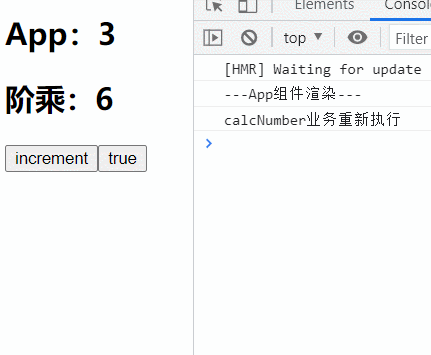 App：3
阶乘：6
increment true
Elements Conso
top Filter
[HMR] Waiting for update
---App组件渲染---
calcNumber业务重新执行